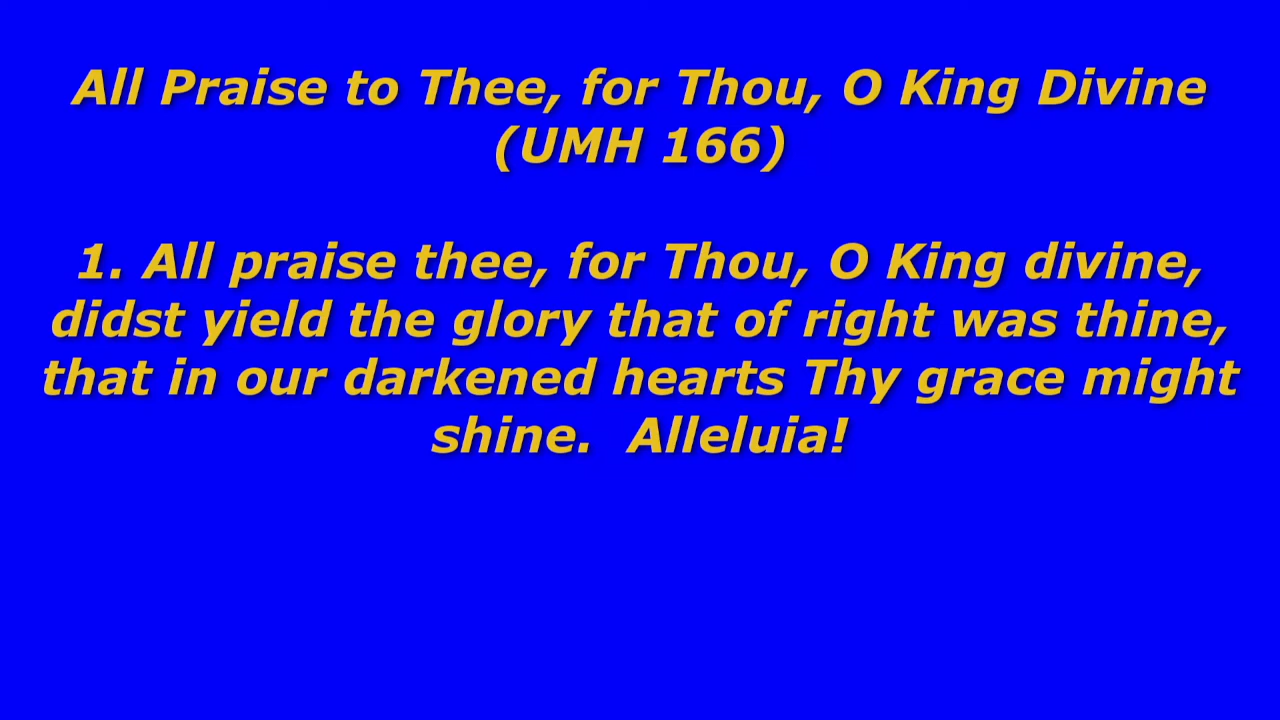 All Praise to Thee, for Thou, O King Divine
(UMH 166)
1. All praise thee, for Thou, O King divine,
didst yield the glory that of right was thine,
that in our darkened hearts Thy grace might
shine.  Alleluia!